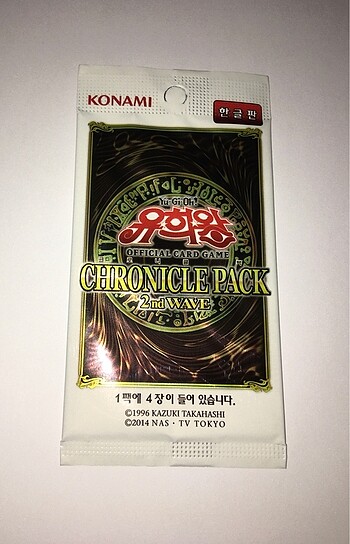 KONAMI
한글판
Yu-Gi-Oh!
유희왕
OFFICIAL CARD GAME
CHRONICLE PACK
2nd WAVE
1팩에 4장이 들어 있습니다.
©1996 KAZUKI TAKAHASHI
©2014 NAS・TV TOKYO